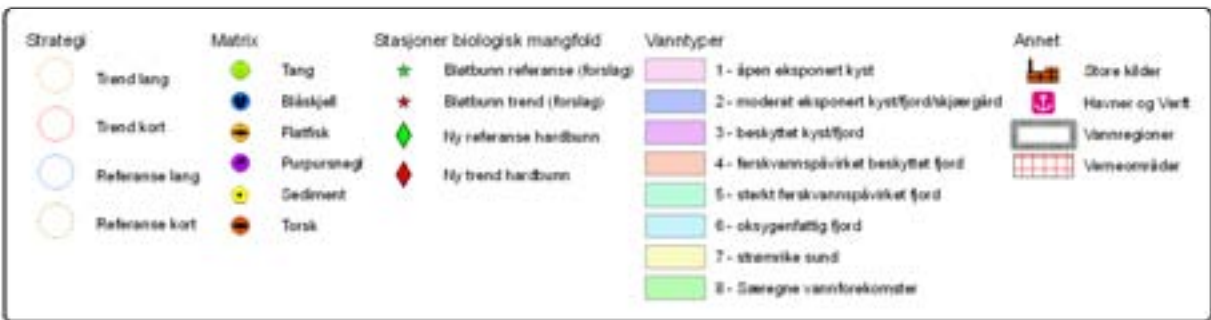 Strategi
Trend lang
Trend kort
Referanse lang
Referanse kort
Matrix
Tang
Blåskjell
Flatfisk
Purpursnegl
Sediment
Torsk
Stasjoner biologisk mangfold
Bløtbunn referanse (forslag)
Bløtbunn trend (forslag)
Ny referanse hardbunn
Ny trend hardbunn
Vanntyper
1 - åpen eksponert kyst
2 - moderat eksponert kyst/fjord/skjærgård
3 - beskyttet kyst/fjord
4 - ferskvannspåvirket beskyttet fjord
5 - sterkt ferskvannspåvirket fjord
6 - oksygenfattig fjord
7 - strømrike sund
8 - Særegne vannforekomster
Annet
Store kilder
Havner og Verft
Vannregioner
Verneområder